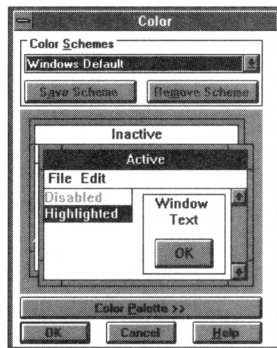 Color
Color Schemes
Windows Default
Save Scheme Remove Scheme
Inactive
Active
File Edit
Disabled
Highlighted
Window
Text
OK
Color Palette >>
OK Cancel Help